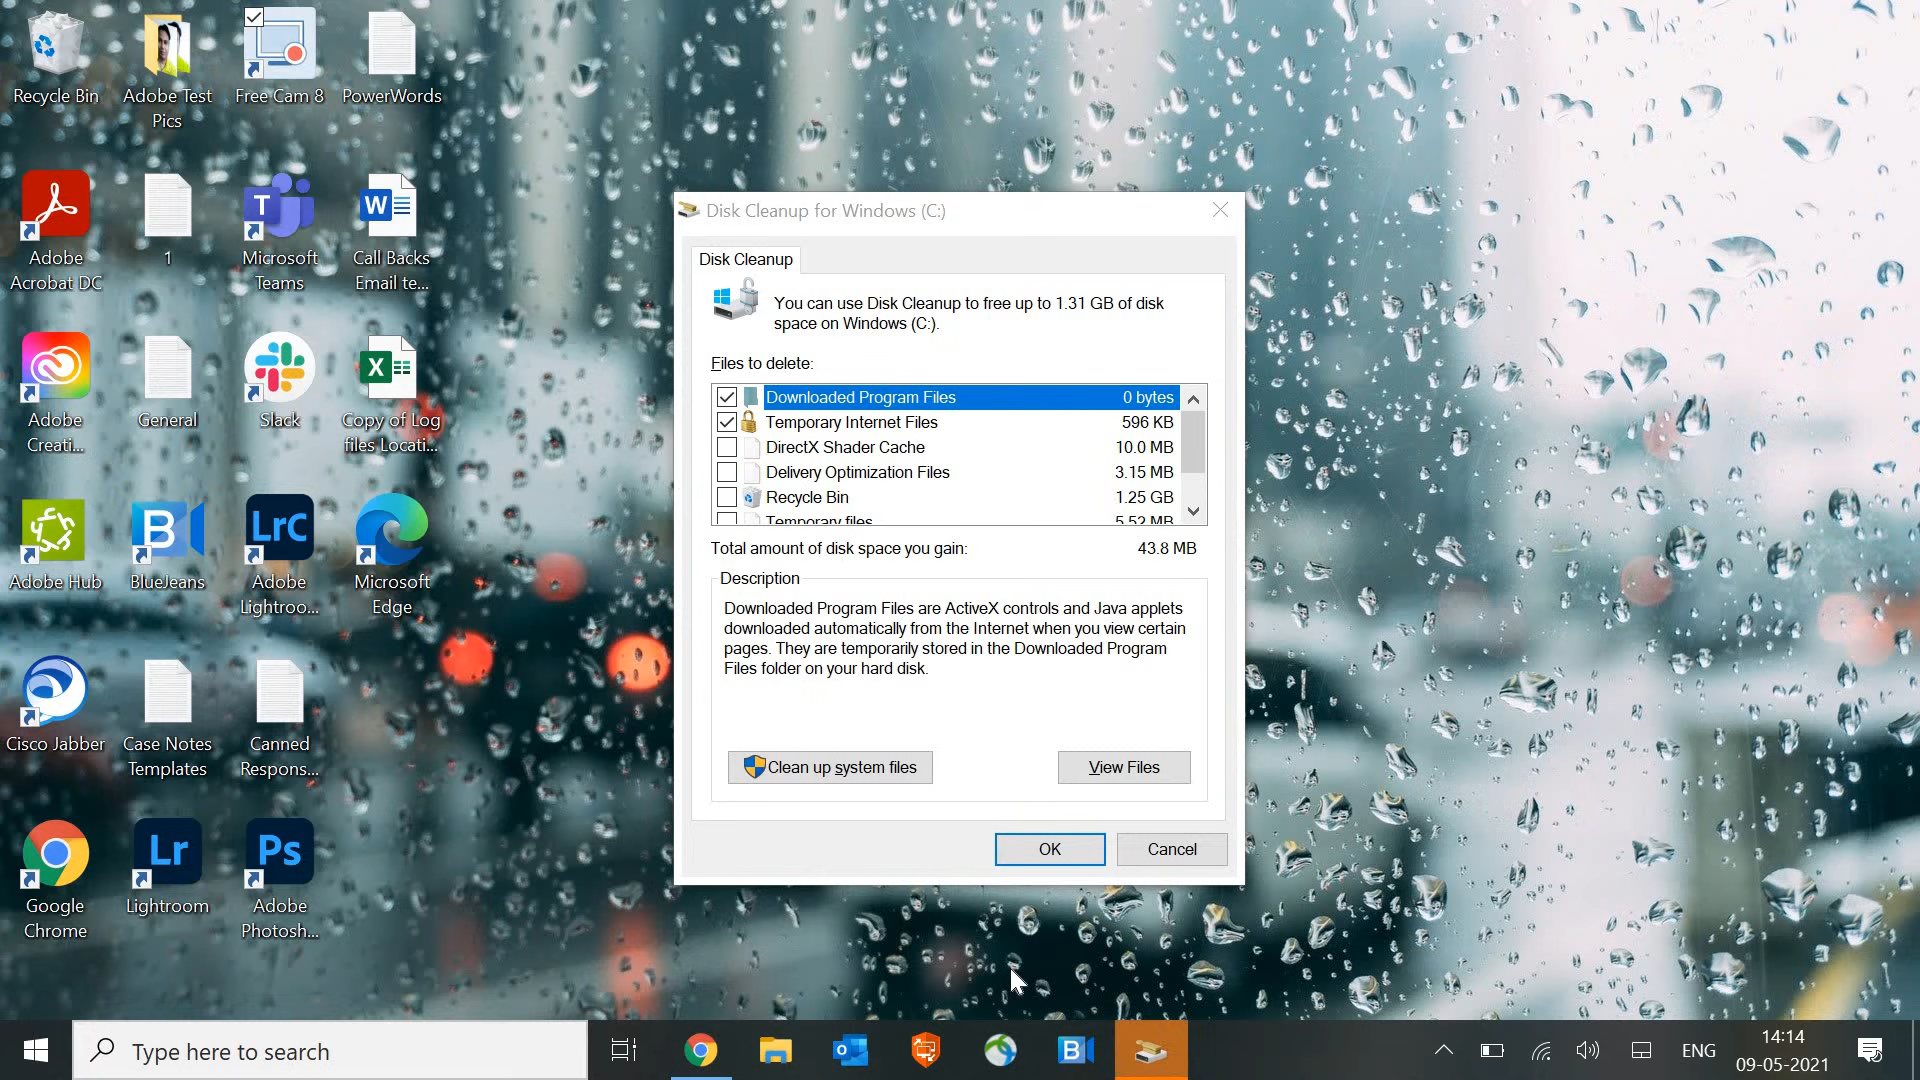 Recycle Bin
Adobe Test
Pics
Free Cam 8
PowerWords
Adobe
Acrobat DC
1
Microsoft
Teams
Call Backs
Email te...
Adobe
Creati...
General
Slack
Copy of Log
files Locati...
Adobe Hub
BlueJeans
Adobe
Lightroo...
Microsoft
Edge
Cisco Jabber
Case Notes
Templates
Canned
Respons...
Google
Chrome
Lightroom
Adobe
Photosh...
T
W
X
B
LrC
Lr
Ps
Disk Cleanup for Windows (C:)
Disk Cleanup
You can use Disk Cleanup to free up to 1.31 GB of disk
space on Windows (C:).
Files to delete:
Downloaded Program Files 0 bytes
Temporary Internet Files 596 KB
DirectX Shader Cache 10.0 MB
Delivery Optimization Files 3.15 MB
Recycle Bin 1.25 GB
Temporary files 5.52 MB
Total amount of disk space you gain: 43.8 MB
Description
Downloaded Program Files are ActiveX controls and Java applets
downloaded automatically from the Internet when you view certain
pages. They are temporarily stored in the Downloaded Program
Files folder on your hard disk.
Clean up system files
View Files
OK
Cancel
Type here to search
B
ENG
14:14
09-05-2021